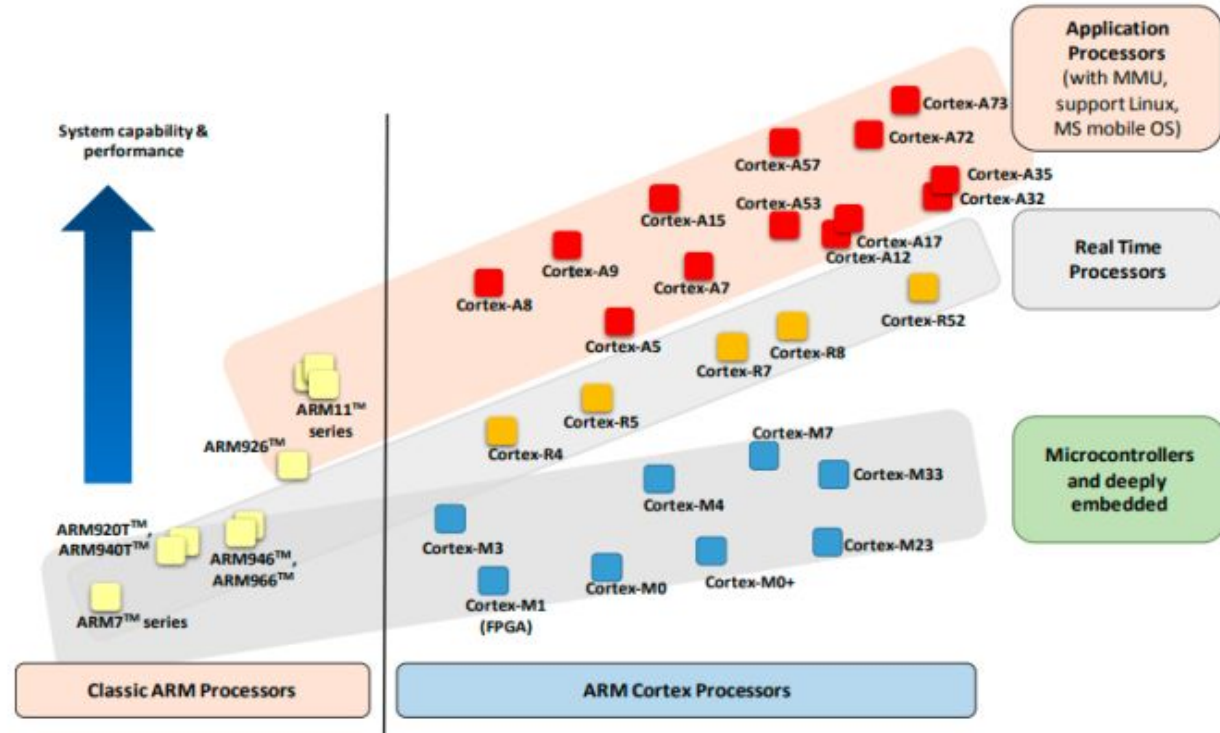 Application
Processors
(with MMU,
support Linux,
MS mobile OS)
System capability &
performance
Cortex-A73
Cortex-A72
Cortex-A57
Cortex-A35
Cortex-A32
Cortex-A53
Cortex-A15
Cortex-A17
Cortex-A12
Real Time
Processors
Cortex-A9
Cortex-A7
Cortex-A8
Cortex-R52
Cortex-A5
Cortex-R8
Cortex-R7
ARM11™
series
Cortex-R5
ARM926™
Cortex-R4
Cortex-M7
Microcontrollers
and deeply
embedded
Cortex-M33
Cortex-M4
ARM920T™,
ARM940T™
Cortex-M3
Cortex-M23
ARM946™,
ARM966™
Cortex-M0
Cortex-M0+
Cortex-M1
(FPGA)
ARM7™ series
Classic ARM Processors
ARM Cortex Processors